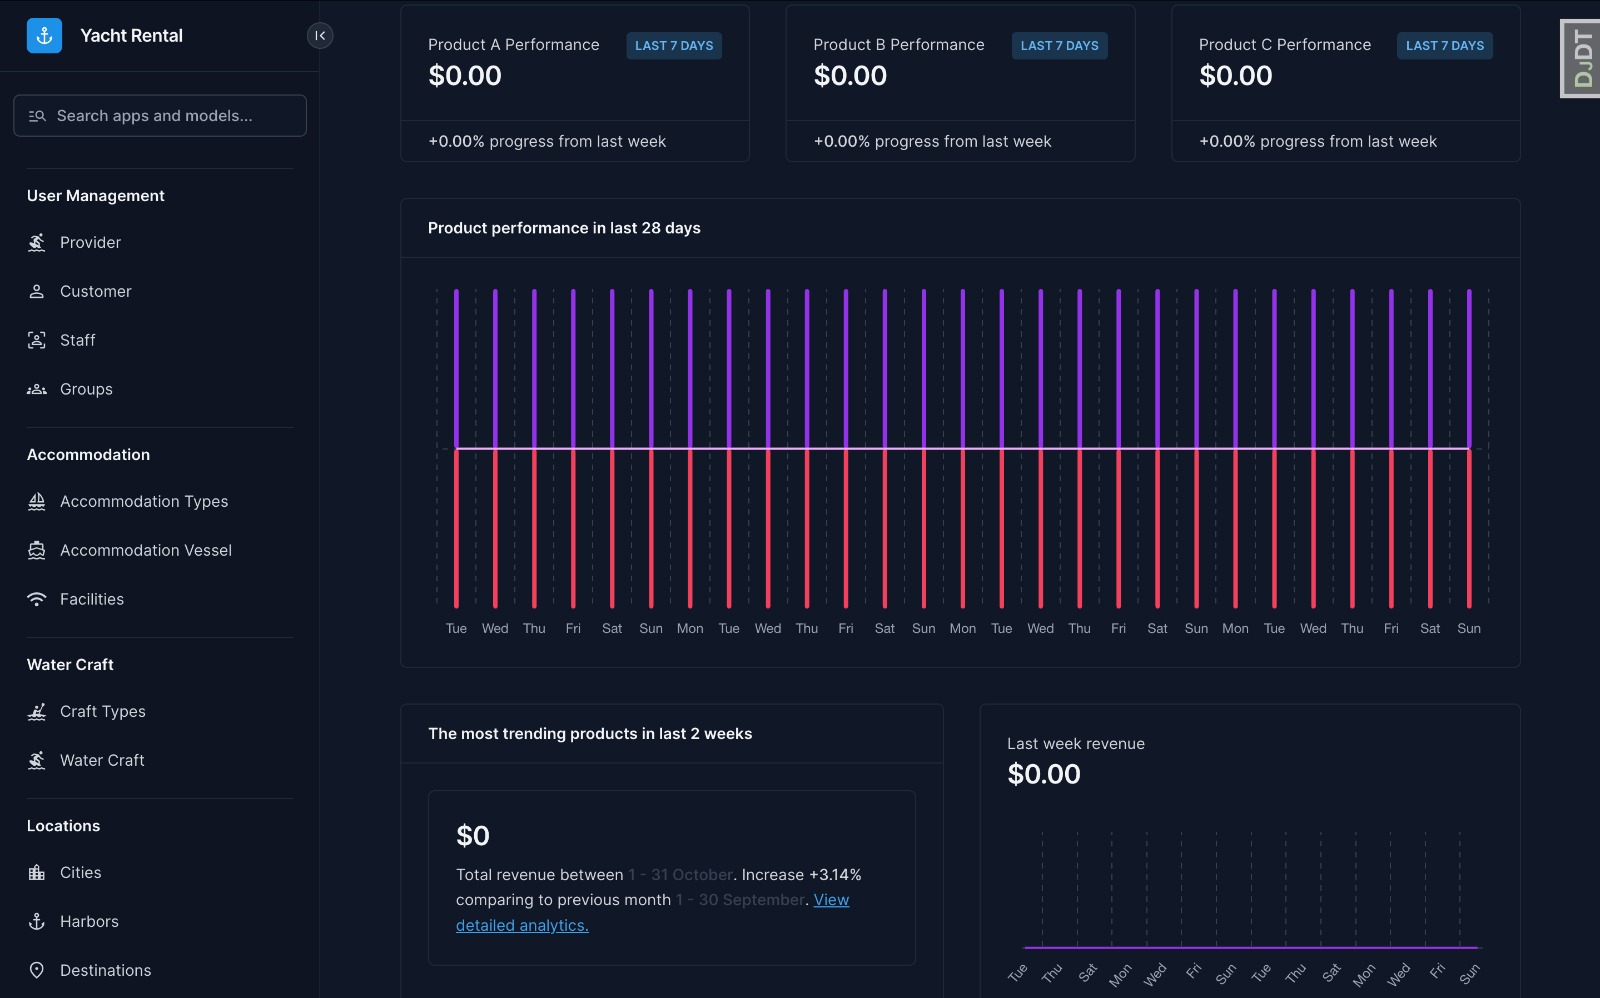 Yacht Rental
Search apps and models...
User Management
Provider
Customer
Staff
Groups
Accommodation
Accommodation Types
Accommodation Vessel
Facilities
Water Craft
Craft Types
Water Craft
Locations
Cities
Harbors
Destinations
Product A Performance LAST 7 DAYS
$0.00
+0.00% progress from last week
Product B Performance LAST 7 DAYS
$0.00
+0.00% progress from last week
Product C Performance LAST 7 DAYS
$0.00
+0.00% progress from last week
DJDT
Product performance in last 28 days
Tue Wed Thu Fri Sat Sun Mon Tue Wed Thu Fri Sat Sun Mon Tue Wed Thu Fri Sat Sun Mon Tue Wed Thu Fri Sat Sun
The most trending products in last 2 weeks
$0
Total revenue between 1 - 31 October. Increase +3.14%
comparing to previous month 1 - 30 September. View
detailed analytics.
Last week revenue
$0.00
Tue Thu Sat Mon Wed Fri Sun Tue Thu Sat Mon Wed Fri Sun